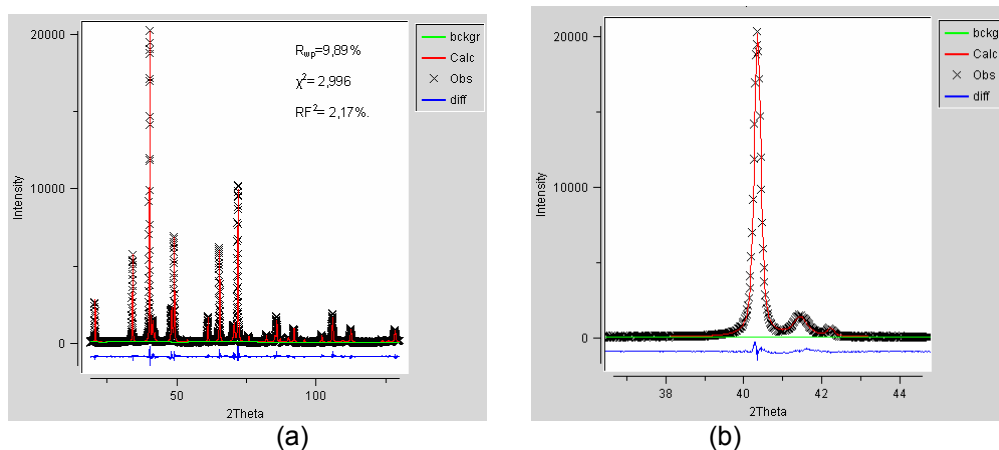 20000
10000
0
Intensity
50
100
2Theta
Rwp=9,89%
χ²= 2,996
RF²= 2,17%.
bckgr
Calc
Obs
diff
(a)
20000
10000
0
Intensity
38
40
42
44
2Theta
bckgr
Calc
Obs
diff
(b)